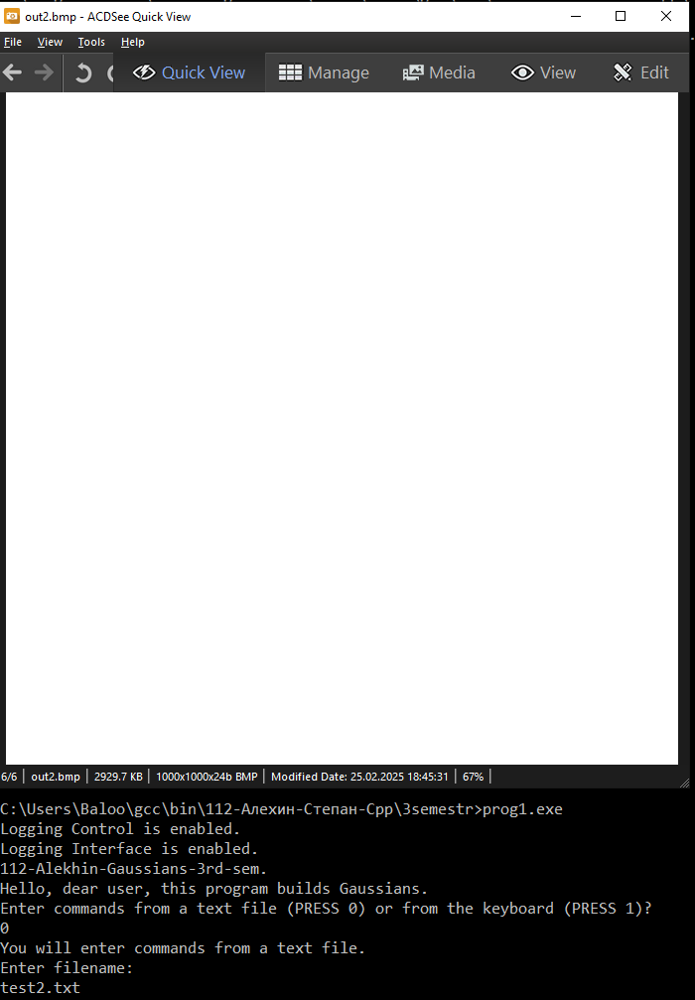 out2.bmp - ACDSee Quick View
File View Tools Help
Quick View Manage Media View Edit
6/6 out2.bmp 2929.7 KB 1000x1000x24b BMP Modified Date: 25.02.2025 18:45:31 67%
C:\Users\Baloo\gcc\bin\112-Алехин-Степан-Cpp\3semestr>prog1.exe
Logging Control is enabled.
Logging Interface is enabled.
112-Alekhin-Gaussians-3rd-sem.
Hello, dear user, this program builds Gaussians.
Enter commands from a text file (PRESS 0) or from the keyboard (PRESS 1)?
0
You will enter commands from a text file.
Enter filename:
test2.txt